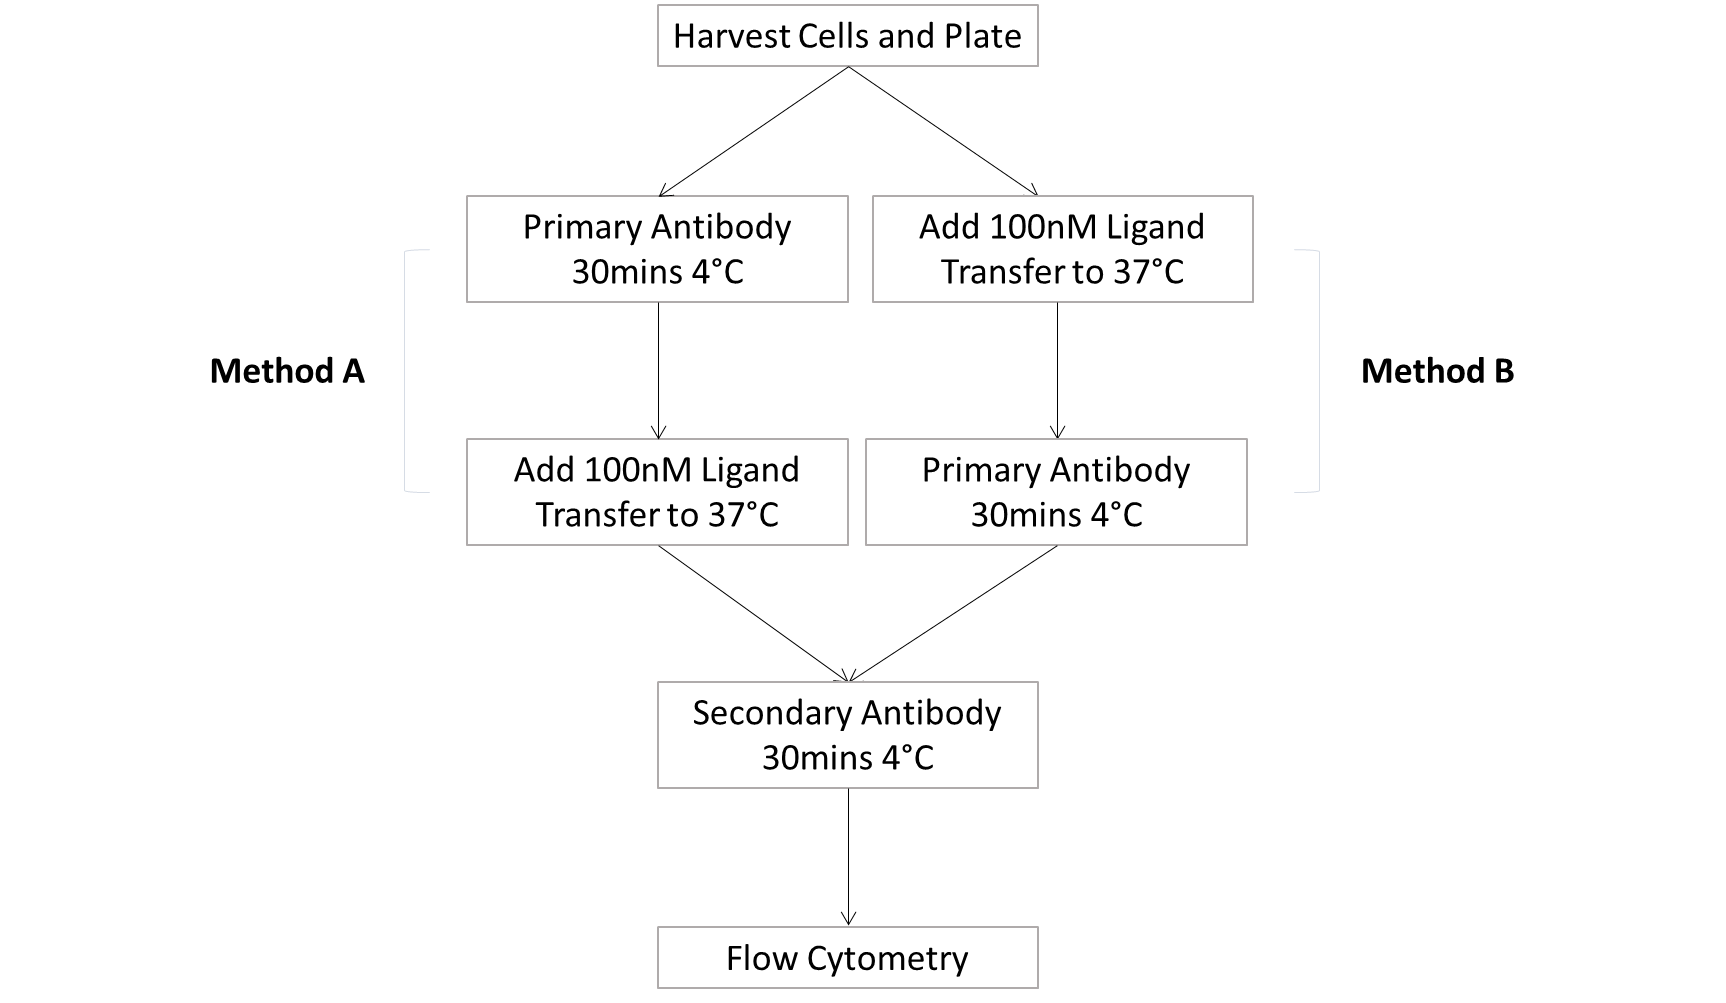 Harvest Cells and Plate
Primary Antibody
30mins 4°C
Add 100nM Ligand
Transfer to 37°C
Method A
Method B
Add 100nM Ligand
Transfer to 37°C
Primary Antibody
30mins 4°C
Secondary Antibody
30mins 4°C
Flow Cytometry